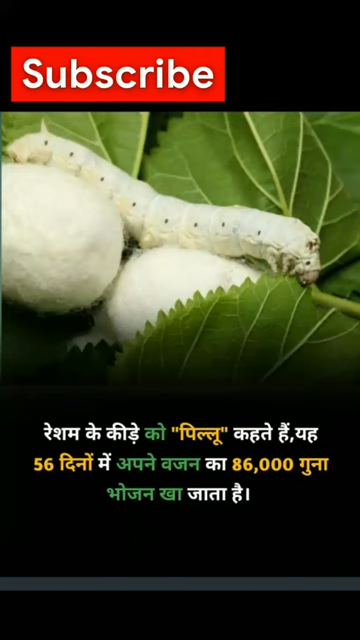 Subscribe
रेशम के कीड़े को "पिल्लू" कहते हैं,यह
56 दिनों में अपने वजन का 86,000 गुना
भोजन खा जाता है।